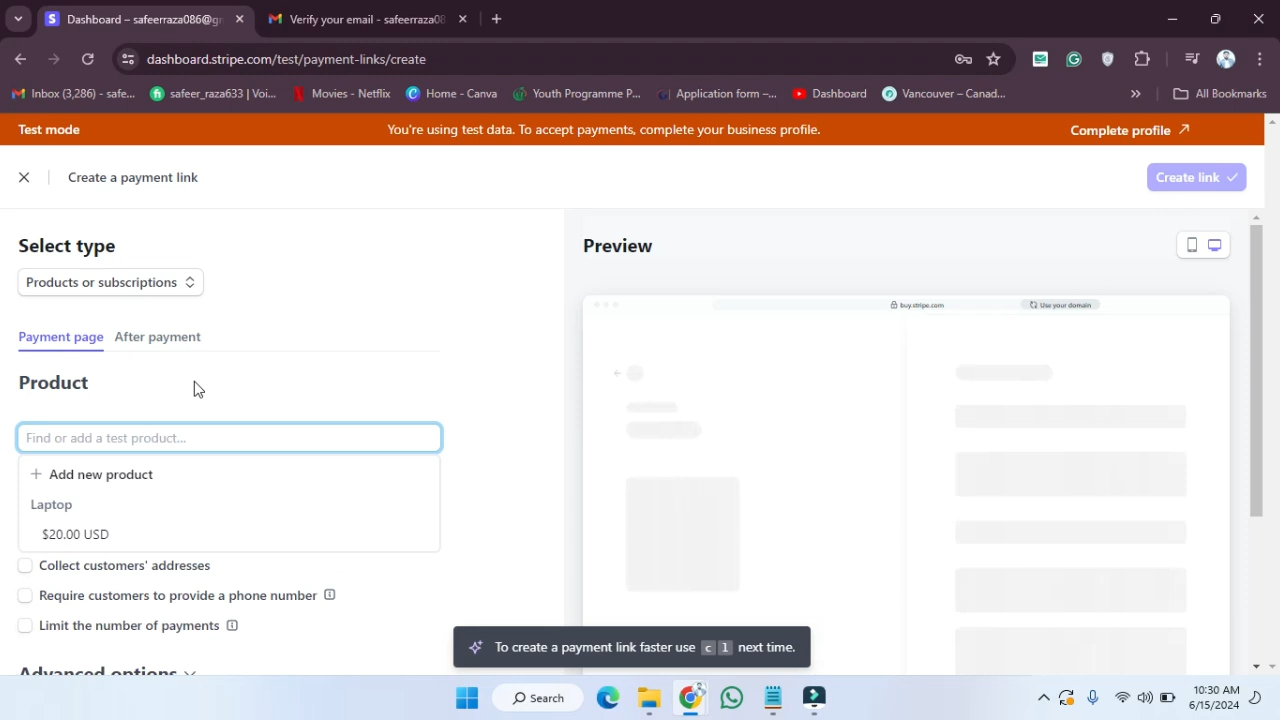 Dashboard – safeerraza086@gr
Verify your email - safeerraza08
dashboard.stripe.com/test/payment-links/create
Inbox (3,286) - safe...
safeer_raza633 | Voi...
Movies - Netflix
Home - Canva
Youth Programme P...
Application form –...
Dashboard
Vancouver – Canad...
All Bookmarks
Test mode
You're using test data. To accept payments, complete your business profile.
Complete profile
Create a payment link
Create link
Select type
Preview
Products or subscriptions
buy.stripe.com
Use your domain
Payment page
After payment
Product
Find or add a test product...
Add new product
Laptop
$20.00 USD
Collect customers' addresses
Require customers to provide a phone number
Limit the number of payments
To create a payment link faster use c l next time.
Advanced options
Search
10:30 AM
6/15/2024